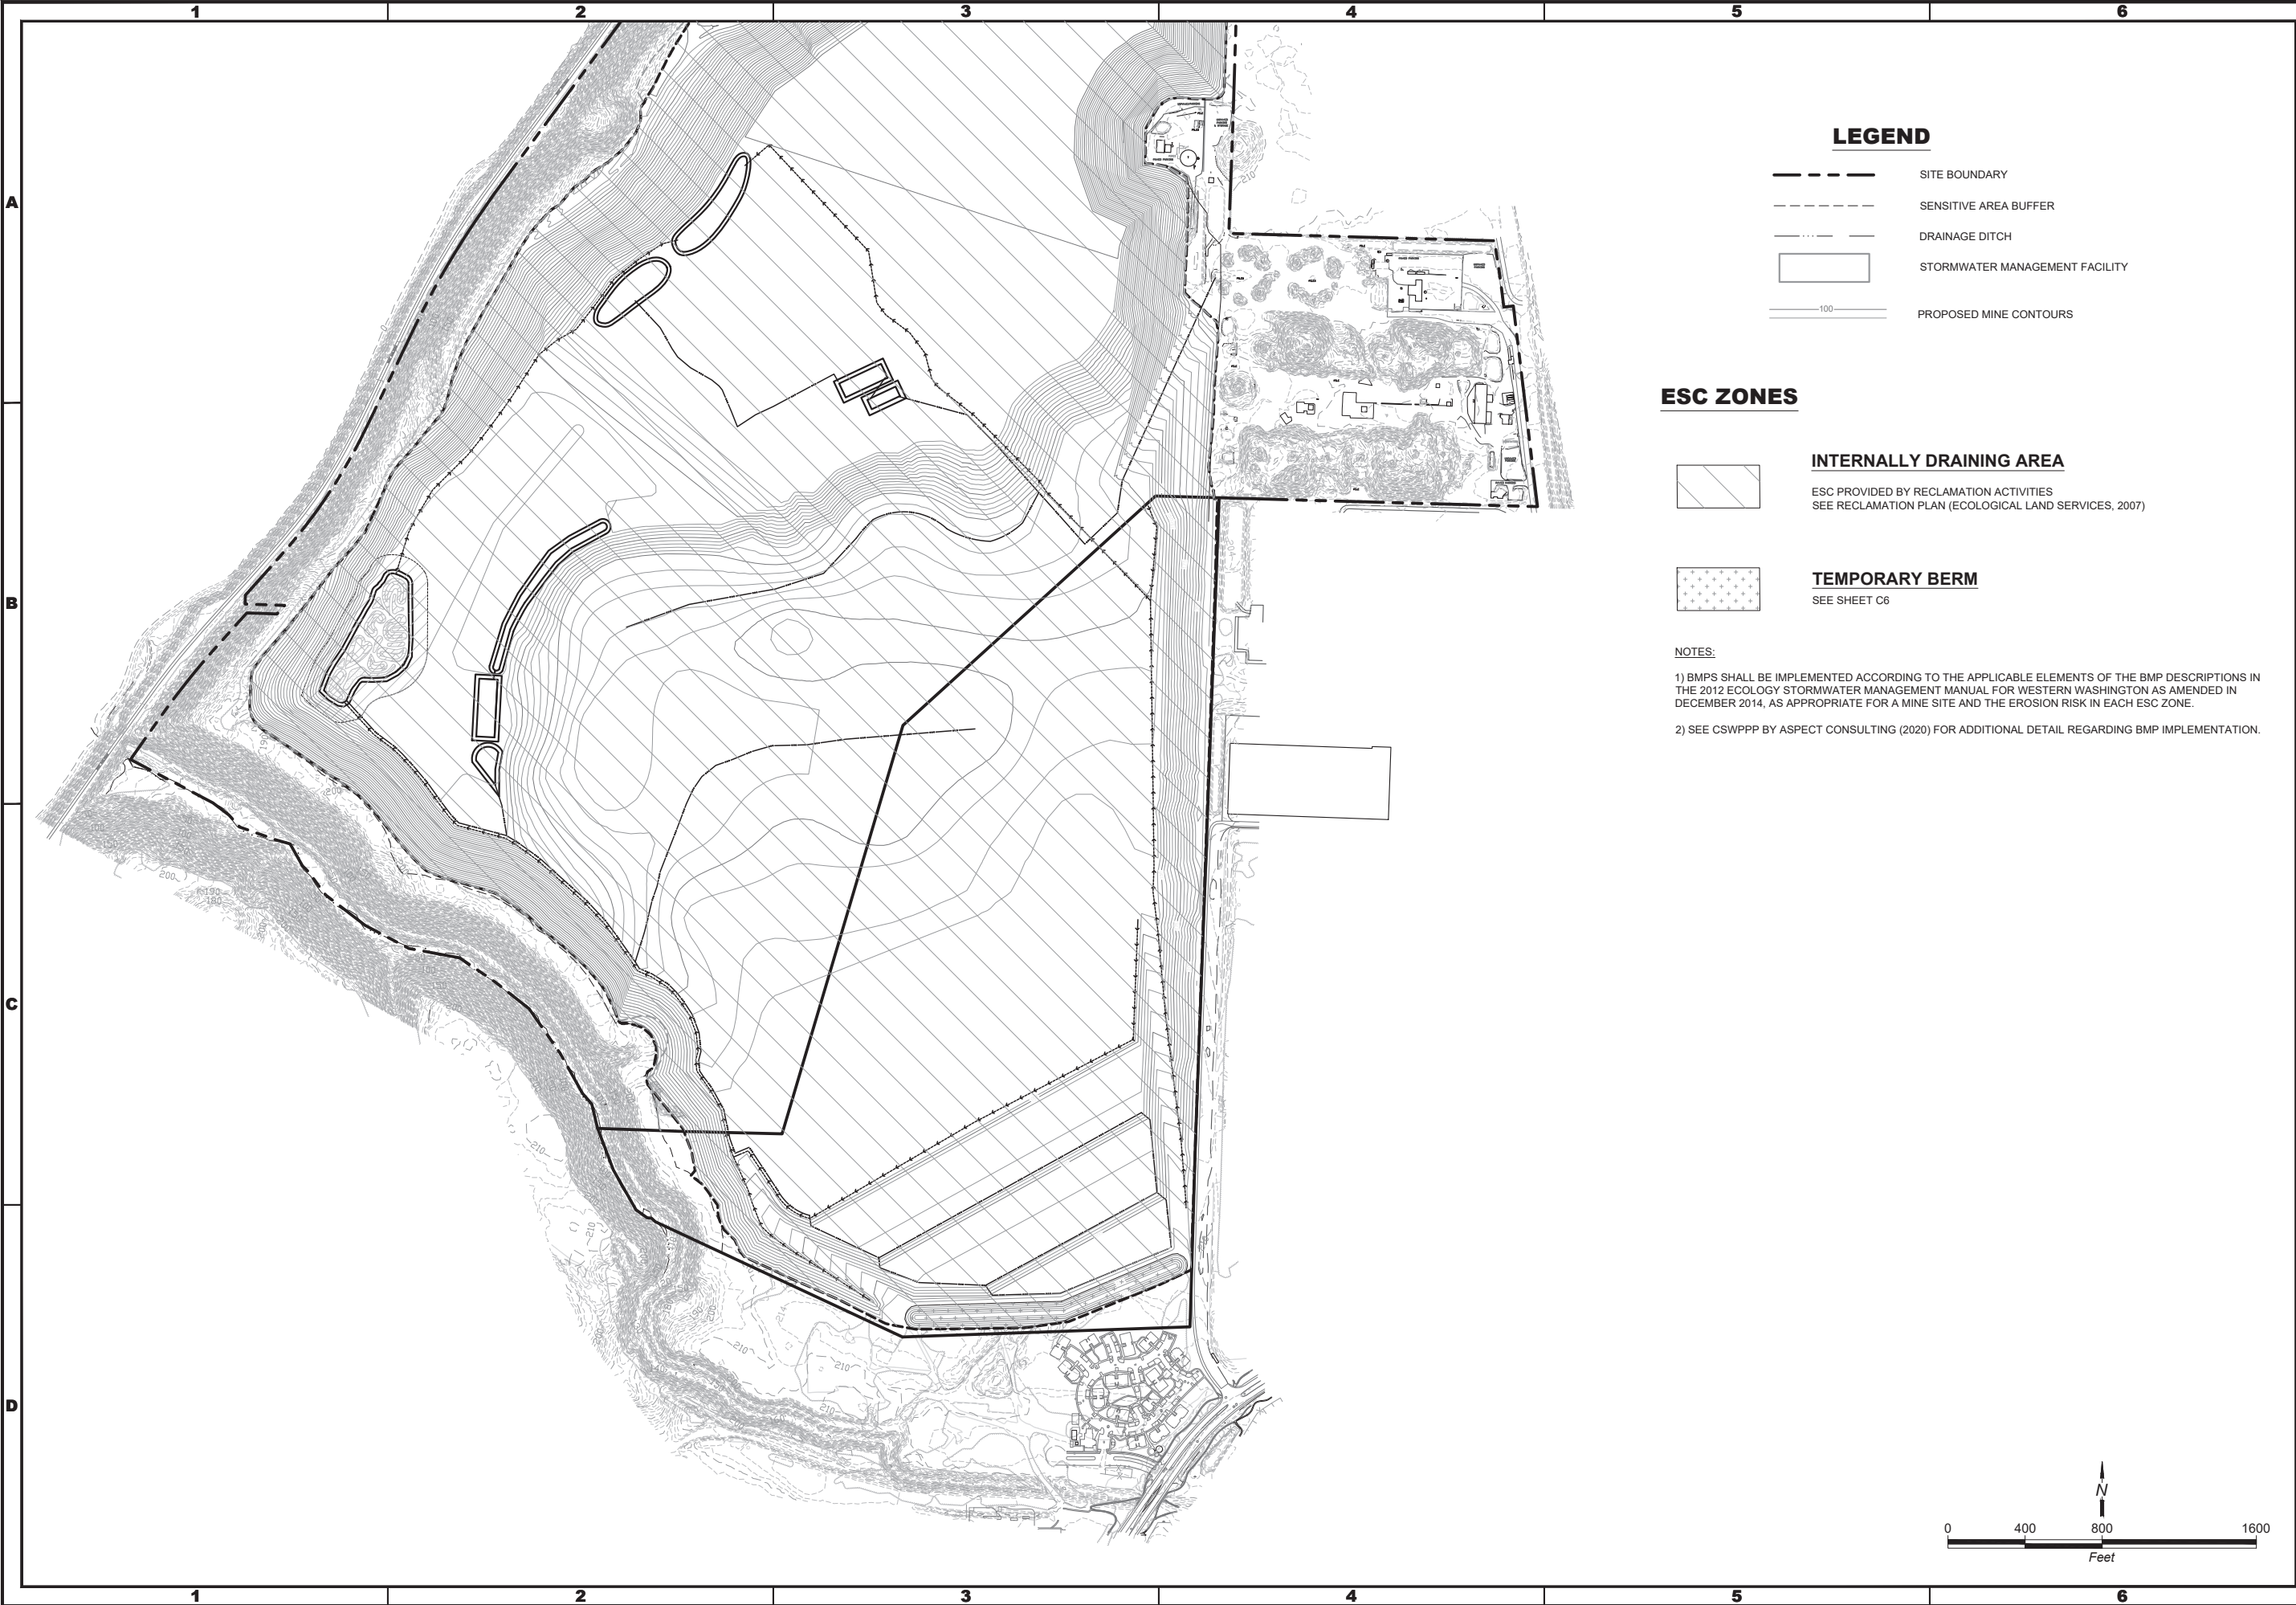 1 2 3 4 5 6
A
B
C
D
LEGEND
SITE BOUNDARY
SENSITIVE AREA BUFFER
DRAINAGE DITCH
STORMWATER MANAGEMENT FACILITY
100
PROPOSED MINE CONTOURS
ESC ZONES
INTERNALLY DRAINING AREA
ESC PROVIDED BY RECLAMATION ACTIVITIES
SEE RECLAMATION PLAN (ECOLOGICAL LAND SERVICES, 2007)
TEMPORARY BERM
SEE SHEET C6
NOTES:
1) BMPS SHALL BE IMPLEMENTED ACCORDING TO THE APPLICABLE ELEMENTS OF THE BMP DESCRIPTIONS IN
THE 2012 ECOLOGY STORMWATER MANAGEMENT MANUAL FOR WESTERN WASHINGTON AS AMENDED IN
DECEMBER 2014, AS APPROPRIATE FOR A MINE SITE AND THE EROSION RISK IN EACH ESC ZONE.
2) SEE CSWPPP BY ASPECT CONSULTING (2020) FOR ADDITIONAL DETAIL REGARDING BMP IMPLEMENTATION.
210
190
200
200
190
180
200
210
210
210
210
210
N
0 400 800 1600
Feet
1 2 3 4 5 6